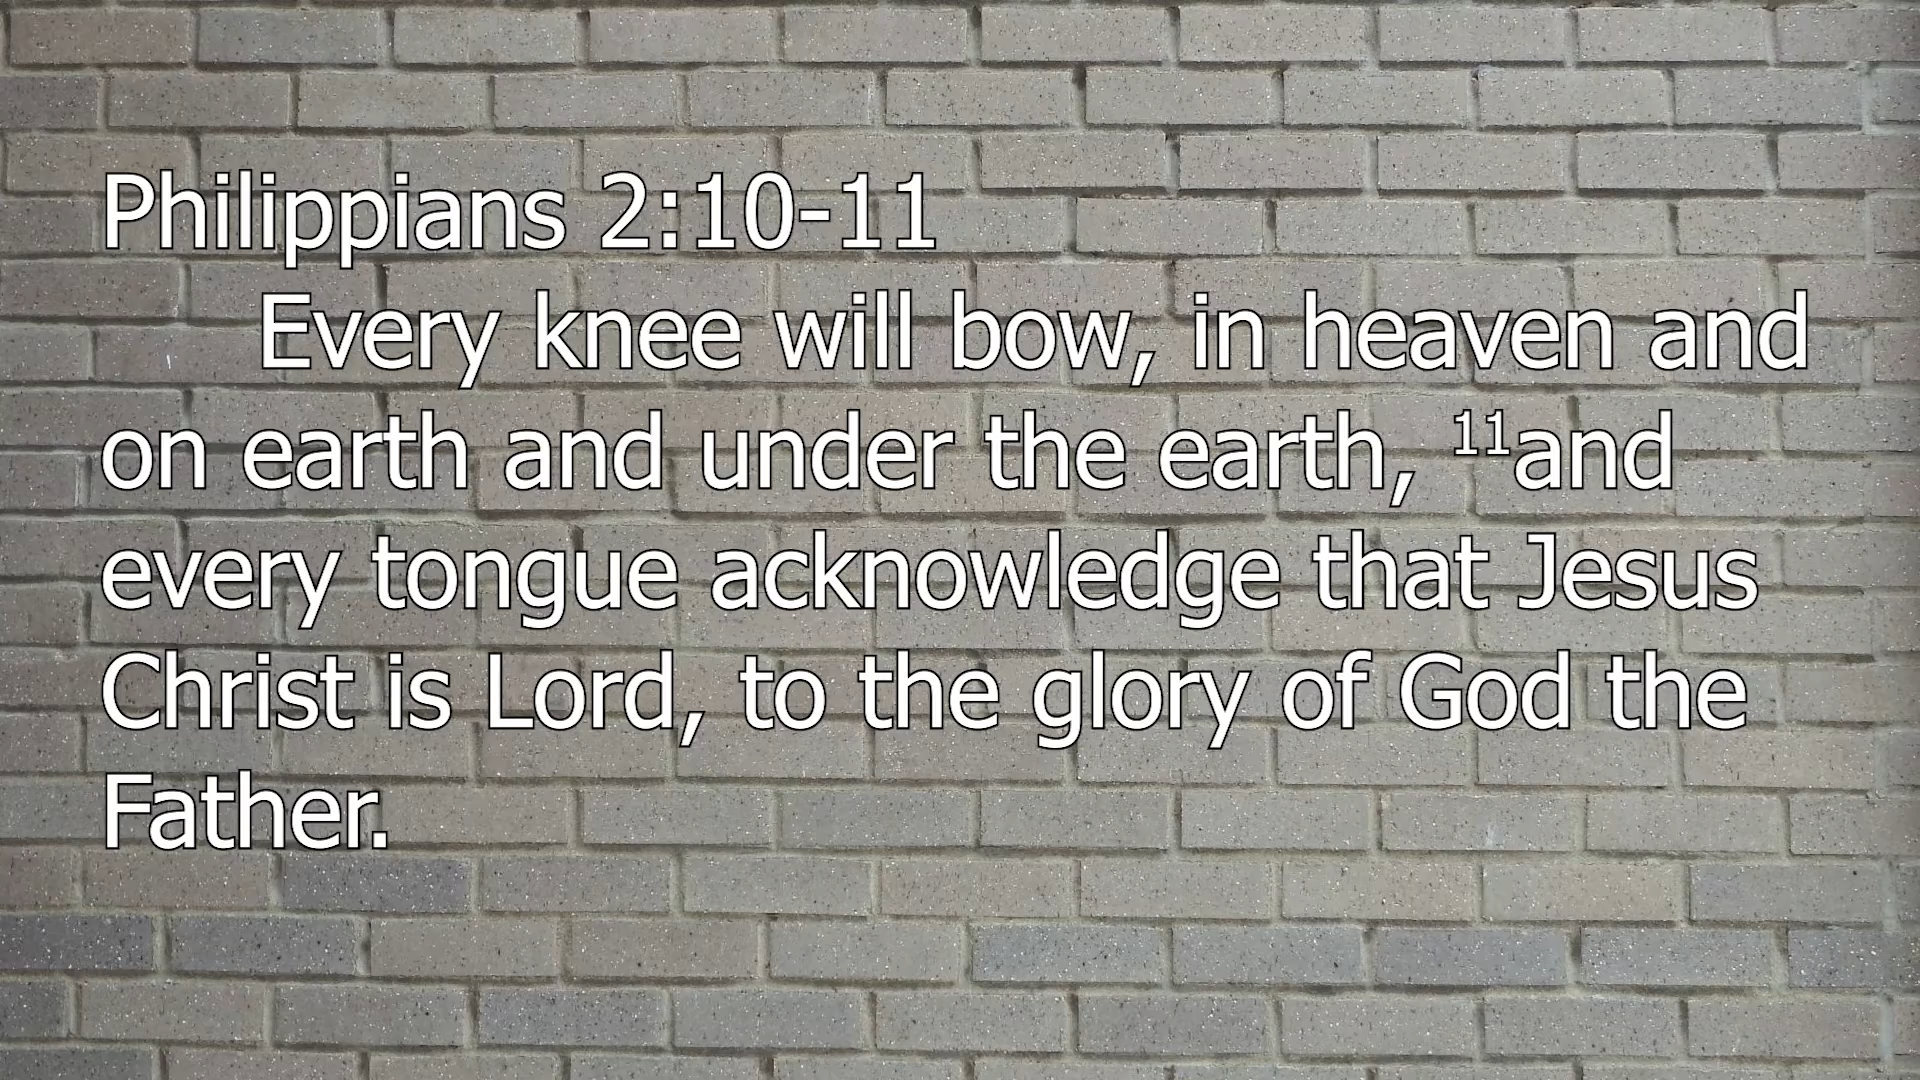 Philippians 2:10-11
Every knee will bow, in heaven and
on earth and under the earth, ¹¹and
every tongue acknowledge that Jesus
Christ is Lord, to the glory of God the
Father.